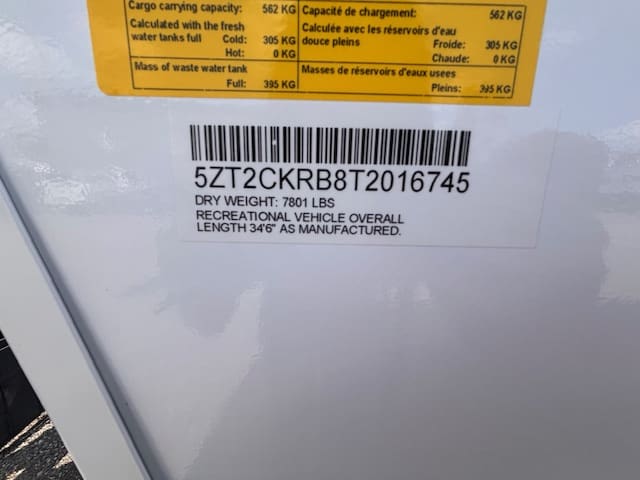 Cargo carrying capacity: 562 KG
Calculated with the fresh
water tanks full Cold: 305 KG
Hot: 0 KG
Mass of waste water tank
Full: 395 KG
Capacité de chargement: 562 KG
Calculée avec les réservoirs d'eau
douce pleins Froide: 305 KG
Chaude: 0 KG
Masses de réservoirs d'eaux usees
Pleins: 395 KG
5ZT2CKRB8T2016745
DRY WEIGHT: 7801 LBS
RECREATIONAL VEHICLE OVERALL
LENGTH 34'6" AS MANUFACTURED.